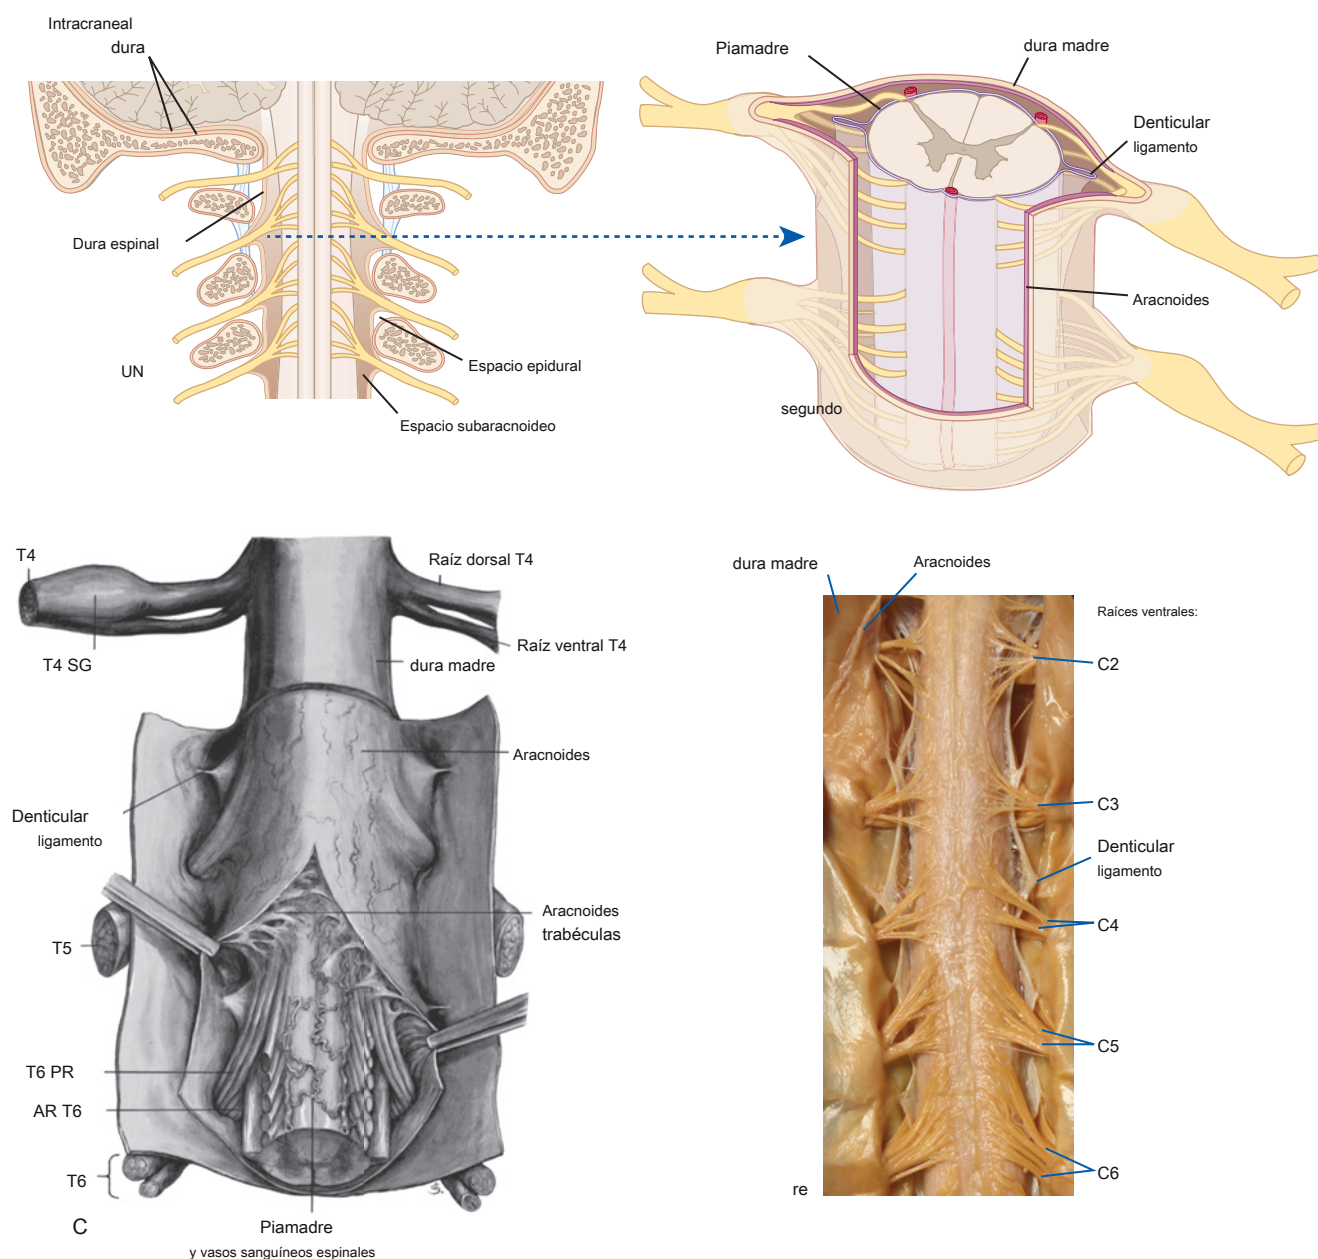 Intracraneal
dura
Dura espinal
UN
Espacio epidural
Espacio subaracnoideo
Piamadre
dura madre
Denticular
ligamento
Aracnoides
segundo
T4
T4 SG
Raíz dorsal T4
Raíz ventral T4
dura madre
Aracnoides
Denticular
ligamento
Aracnoides
trabéculas
T5
T6 PR
AR T6
T6
C
S.
Piamadre
y vasos sanguíneos espinales
dura madre
Aracnoides
Raíces ventrales:
C2
C3
Denticular
ligamento
C4
C5
C6
re